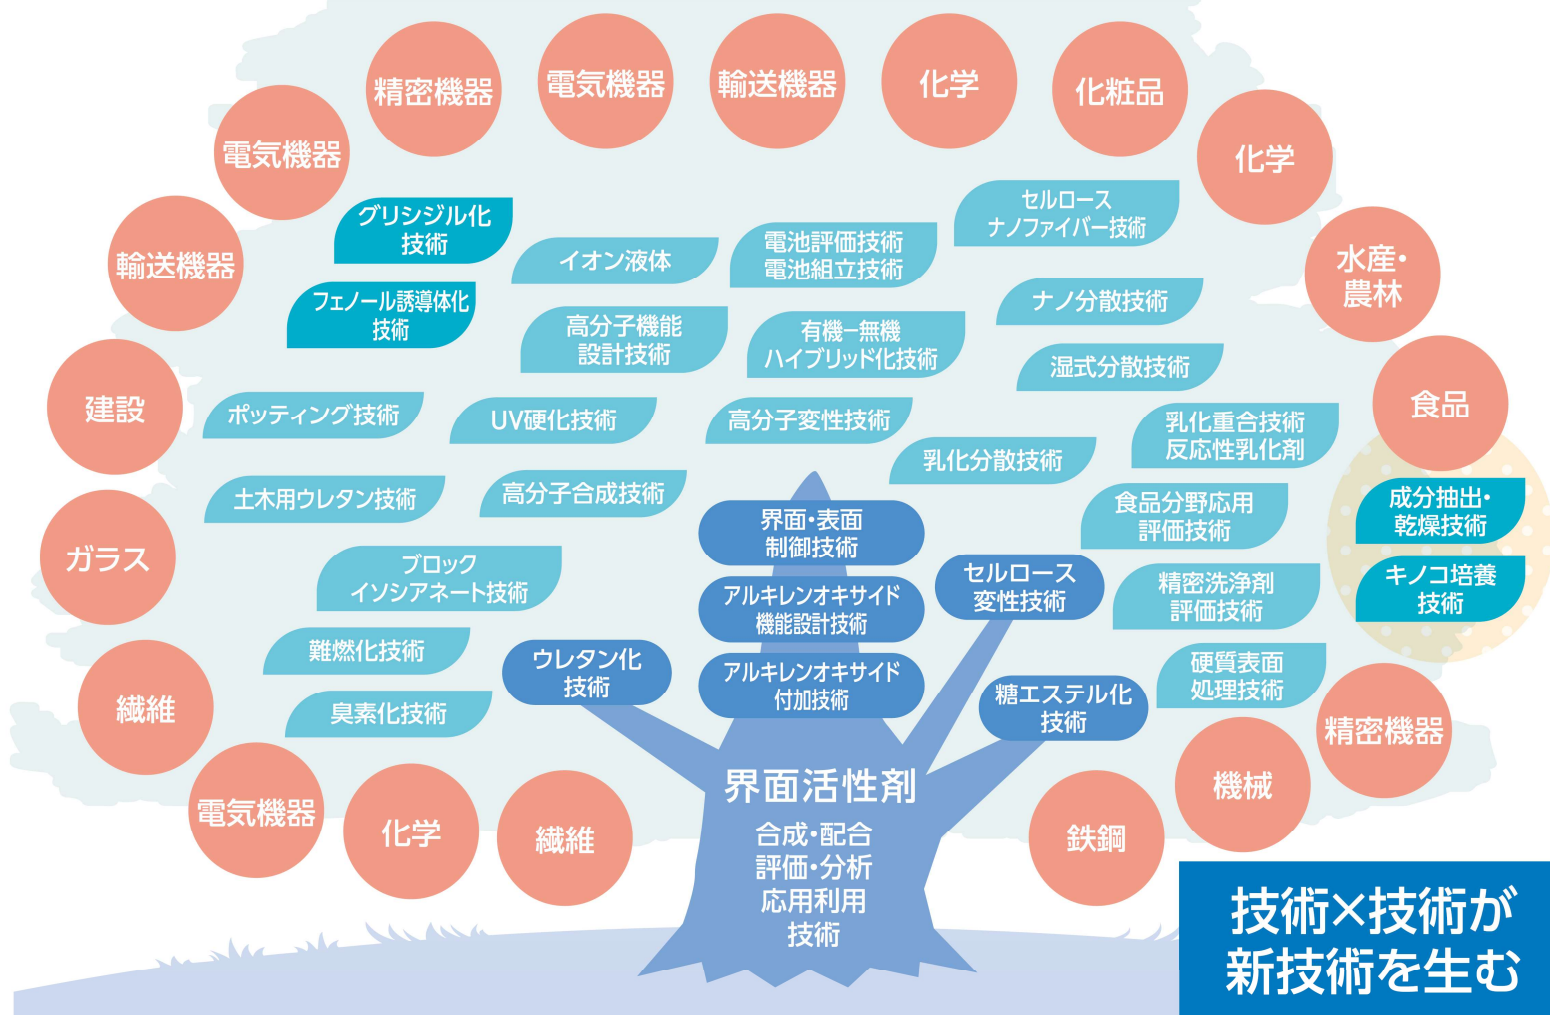 精密機器
電気機器
輸送機器
化学
化粧品
電気機器
化学
輸送機器
水産・
農林
建設
食品
ガラス
繊維
精密機器
電気機器
化学
繊維
鉄鋼
機械
グリシジル化
技術
フェノール誘導体化
技術
イオン液体
電池評価技術
電池組立技術
セルロース
ナノファイバー技術
高分子機能
設計技術
有機ー無機
ハイブリッド化技術
ナノ分散技術
湿式分散技術
ポッティング技術
UV硬化技術
高分子変性技術
乳化分散技術
乳化重合技術
反応性乳化剤
土木用ウレタン技術
高分子合成技術
食品分野応用
評価技術
成分抽出・
乾燥技術
キノコ培養
技術
ブロック
イソシアネート技術
精密洗浄剤
評価技術
難燃化技術
硬質表面
処理技術
臭素化技術
界面・表面
制御技術
アルキレンオキサイド
機能設計技術
アルキレンオキサイド
付加技術
セルロース
変性技術
ウレタン化
技術
糖エステル化
技術
界面活性剤
合成・配合
評価・分析
応用利用
技術
技術×技術が
新技術を生む